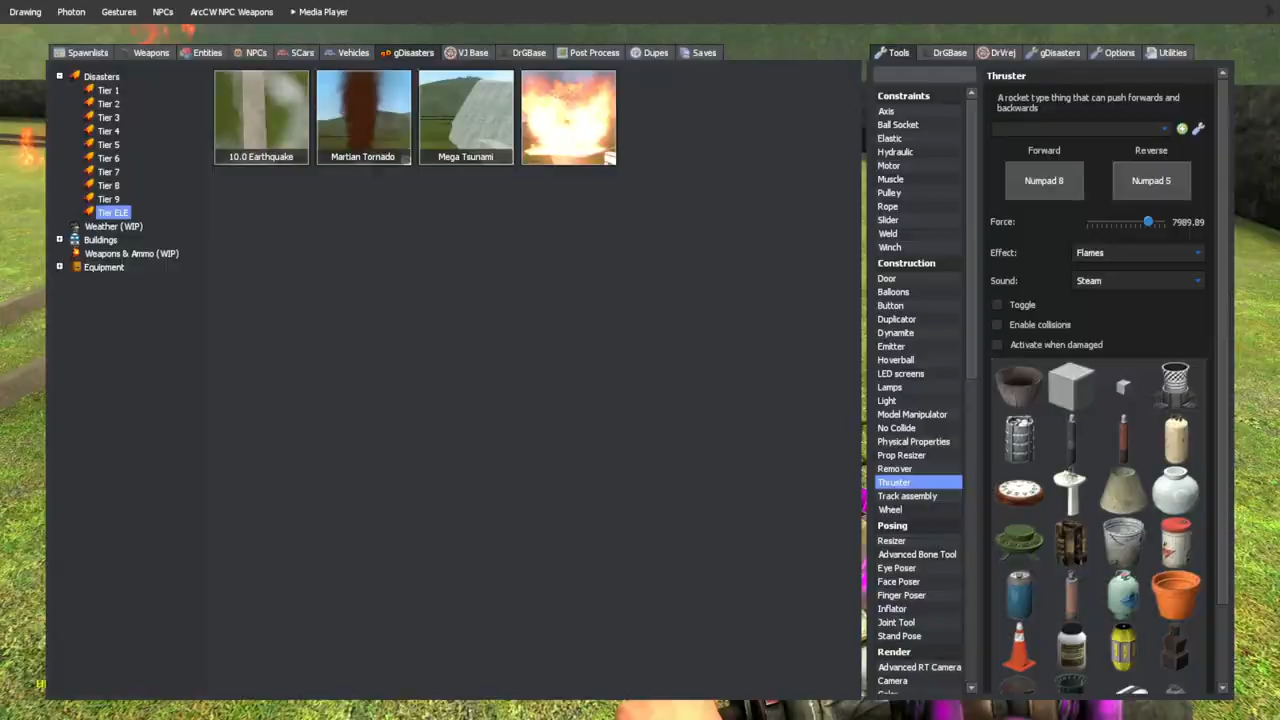 Drawing Photon Gestures NPCs ArcCW NPC Weapons Media Player
Spawnlists Weapons Entities NPCs SCars Vehicles gDisasters VJ Base DrGBase Post Process Dupes Saves
Disasters
Tier 1
Tier 2
Tier 3
Tier 4
Tier 5
Tier 6
Tier 7
Tier 8
Tier 9
Tier ELE
Weather (WIP)
Buildings
Weapons & Ammo (WIP)
Equipment
10.0 Earthquake
Martian Tornado
Mega Tsunami
Tools DrGBase DrVrej gDisasters Options Utilities
Constraints
Axis
Ball Socket
Elastic
Hydraulic
Motor
Muscle
Pulley
Rope
Slider
Weld
Winch
Construction
Door
Balloons
Button
Duplicator
Dynamite
Emitter
Hoverball
LED screens
Lamps
Light
Model Manipulator
No Collide
Physical Properties
Prop Resizer
Remover
Thruster
Track assembly
Wheel
Posing
Resizer
Advanced Bone Tool
Eye Poser
Face Poser
Finger Poser
Inflator
Joint Tool
Stand Pose
Render
Advanced RT Camera
Camera
Thruster
A rocket type thing that can push forwards and
backwards
Forward Reverse
Numpad 8 Numpad 5
Force: 7989.89
Effect: Flames
Sound: Steam
Toggle
Enable collisions
Activate when damaged